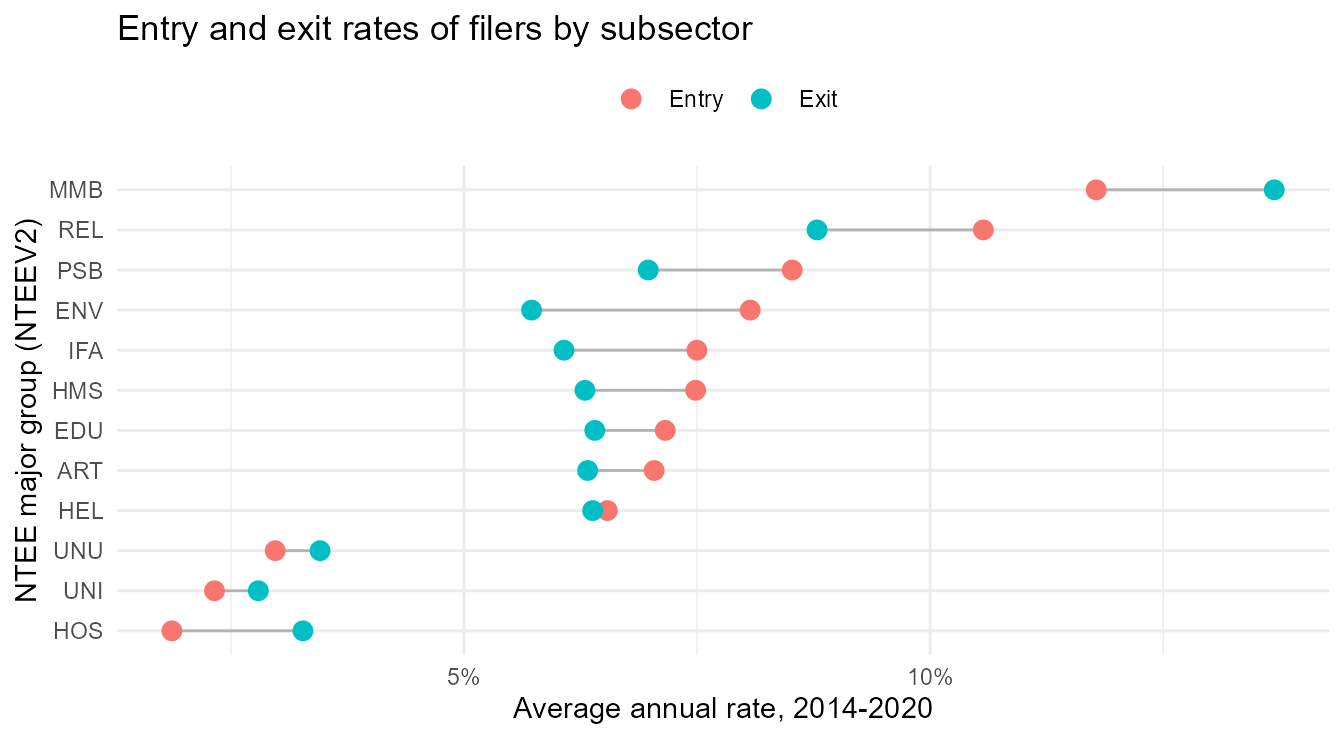 Entry and exit rates of filers by subsector
Entry Exit
NTEE major group (NTEEV2)
MMB
REL
PSB
ENV
IFA
HMS
EDU
ART
HEL
UNU
UNI
HOS
5% 10%
Average annual rate, 2014-2020